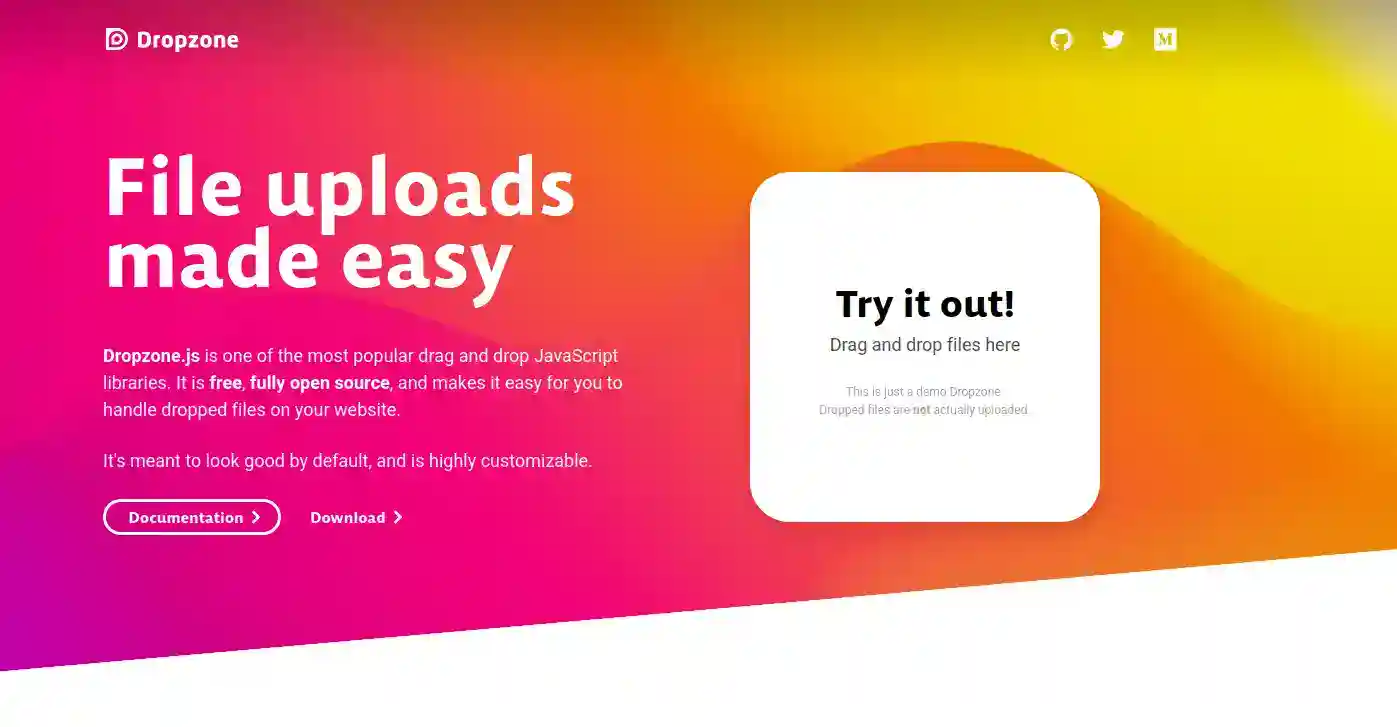 Dropzone
M
File uploads
made easy
Dropzone.js is one of the most popular drag and drop JavaScript
libraries. It is free, fully open source, and makes it easy for you to
handle dropped files on your website.
It's meant to look good by default, and is highly customizable.
Documentation
Download
Try it out!
Drag and drop files here
This is just a demo Dropzone.
Dropped files are not actually uploaded.